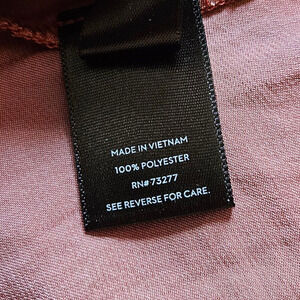 MADE IN VIETNAM
100% POLYESTER
RN#73277
SEE REVERSE FOR CARE.